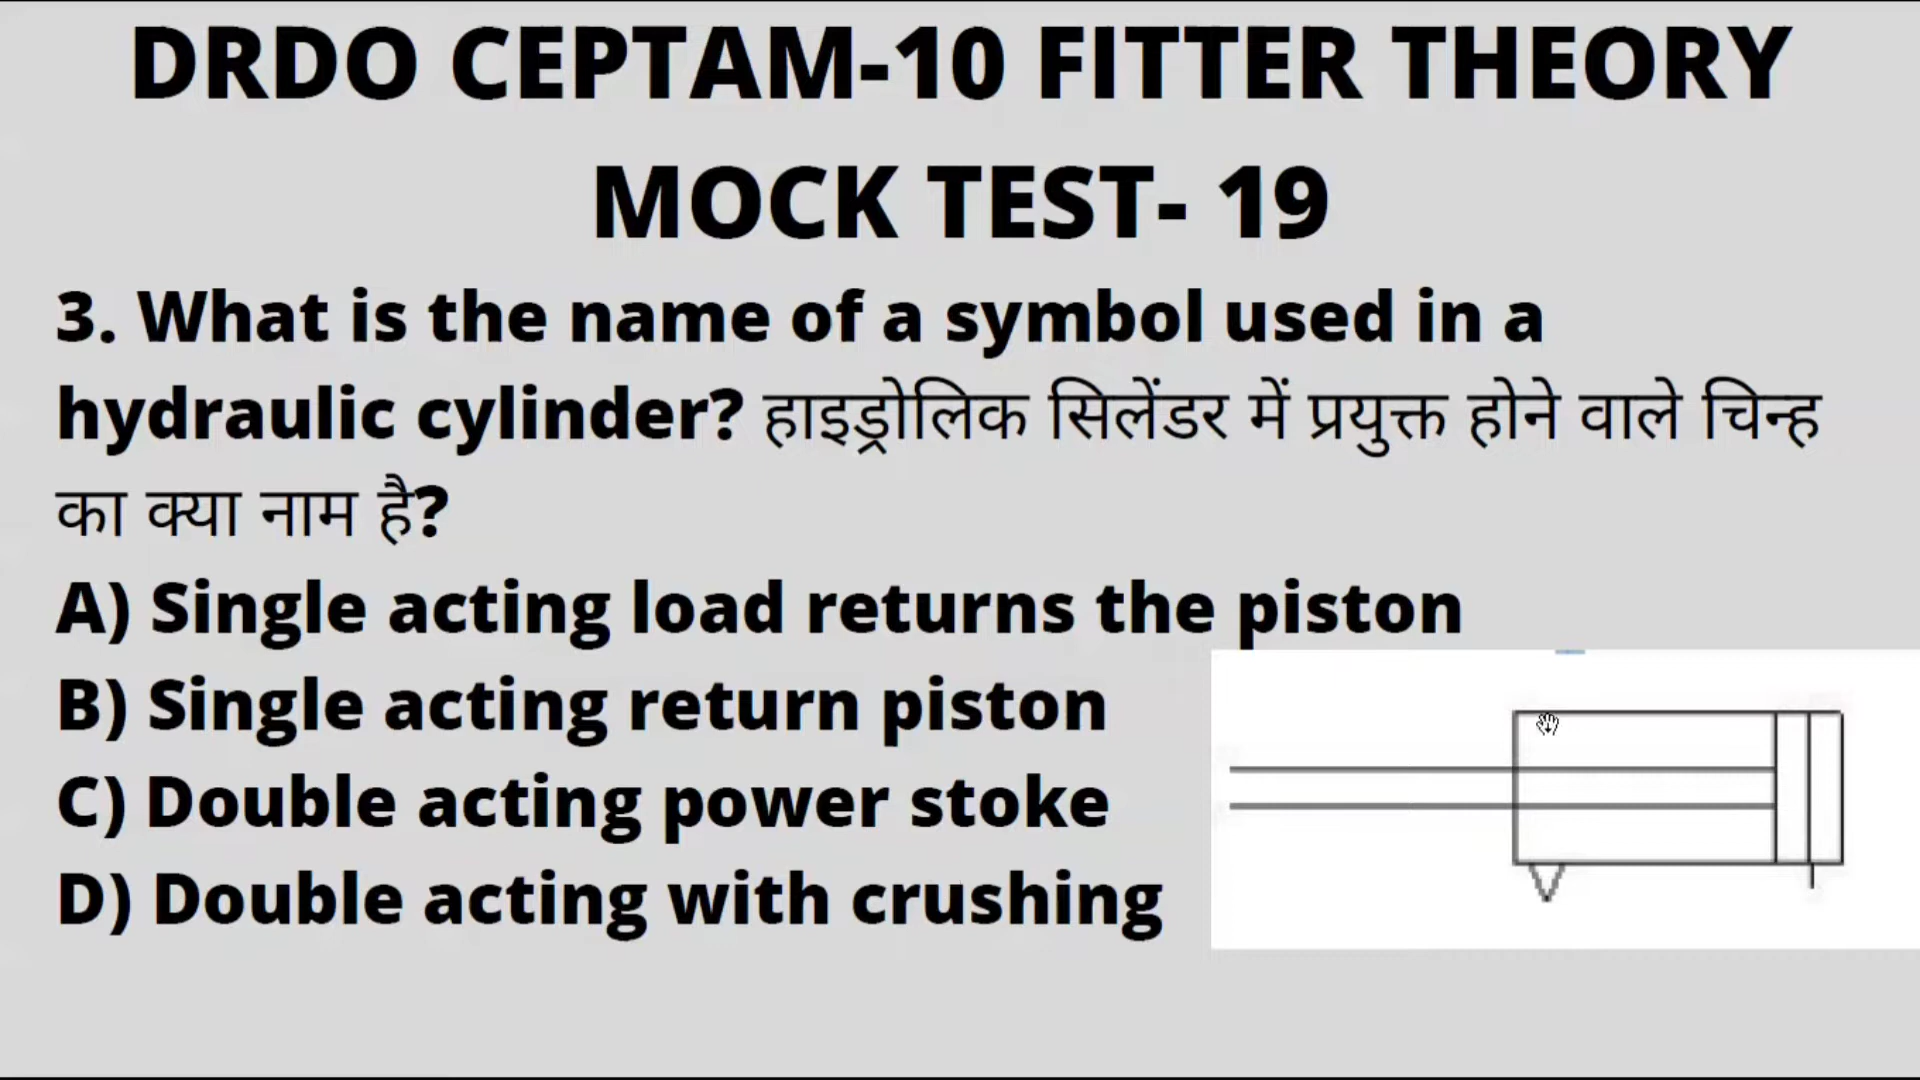 DRDO CEPTAM-10 FITTER THEORY
MOCK TEST- 19
3. What is the name of a symbol used in a
hydraulic cylinder? हाइड्रोलिक सिलेंडर में प्रयुक्त होने वाले चिन्ह
का क्या नाम है?
A) Single acting load returns the piston
B) Single acting return piston
C) Double acting power stoke
D) Double acting with crushing